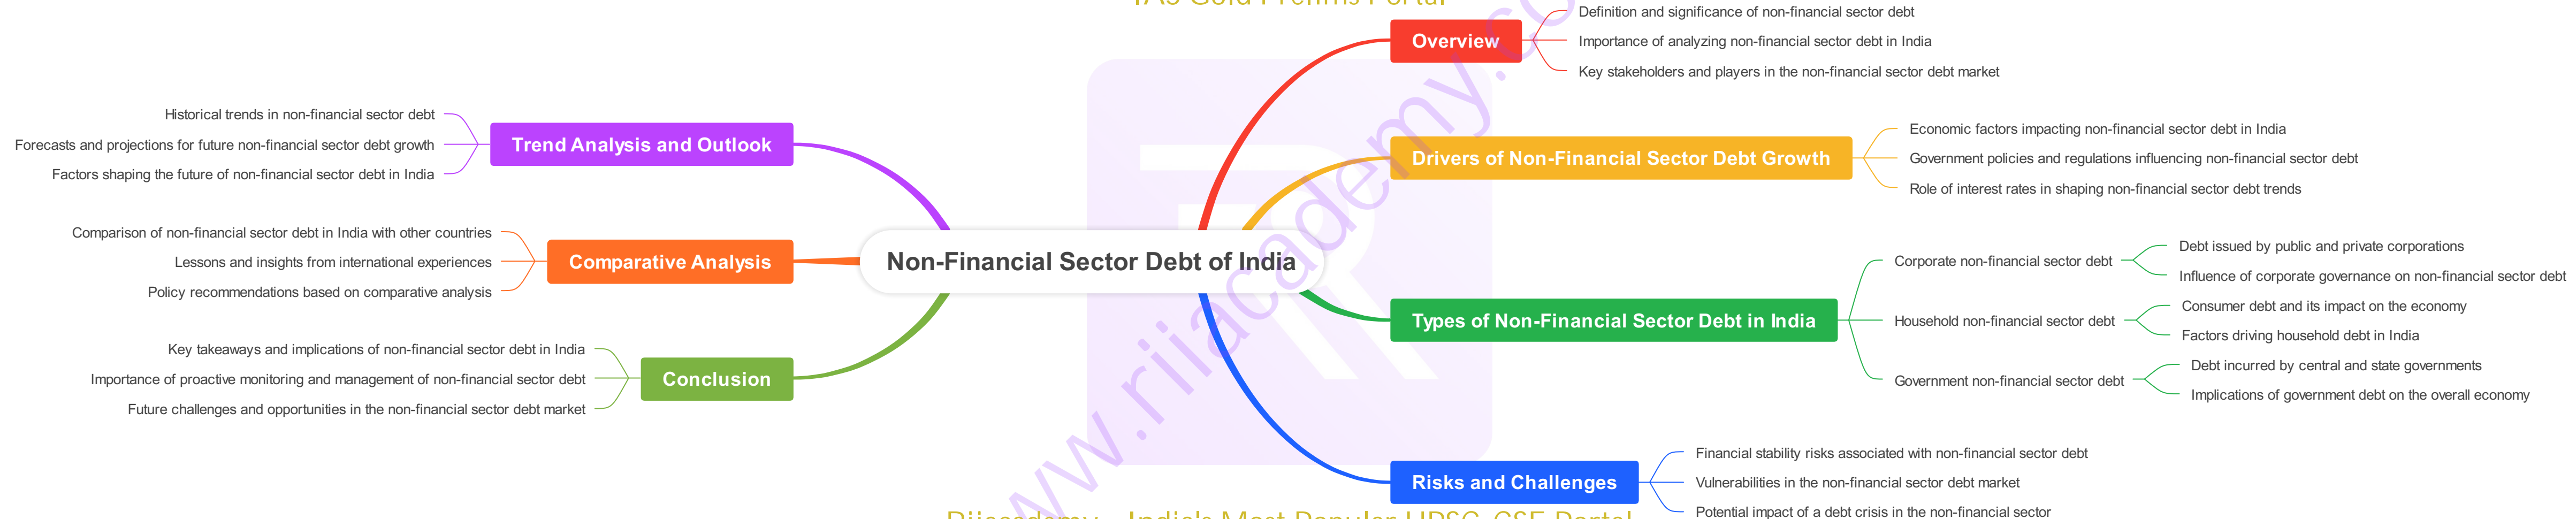 IAS Gold Prelims Portal
Non-Financial Sector Debt of India
Overview
Definition and significance of non-financial sector debt
Importance of analyzing non-financial sector debt in India
Key stakeholders and players in the non-financial sector debt market
Drivers of Non-Financial Sector Debt Growth
Economic factors impacting non-financial sector debt in India
Government policies and regulations influencing non-financial sector debt
Role of interest rates in shaping non-financial sector debt trends
Types of Non-Financial Sector Debt in India
Corporate non-financial sector debt
Debt issued by public and private corporations
Influence of corporate governance on non-financial sector debt
Household non-financial sector debt
Consumer debt and its impact on the economy
Factors driving household debt in India
Government non-financial sector debt
Debt incurred by central and state governments
Implications of government debt on the overall economy
Risks and Challenges
Financial stability risks associated with non-financial sector debt
Vulnerabilities in the non-financial sector debt market
Potential impact of a debt crisis in the non-financial sector
Trend Analysis and Outlook
Historical trends in non-financial sector debt
Forecasts and projections for future non-financial sector debt growth
Factors shaping the future of non-financial sector debt in India
Comparative Analysis
Comparison of non-financial sector debt in India with other countries
Lessons and insights from international experiences
Policy recommendations based on comparative analysis
Conclusion
Key takeaways and implications of non-financial sector debt in India
Importance of proactive monitoring and management of non-financial sector debt
Future challenges and opportunities in the non-financial sector debt market